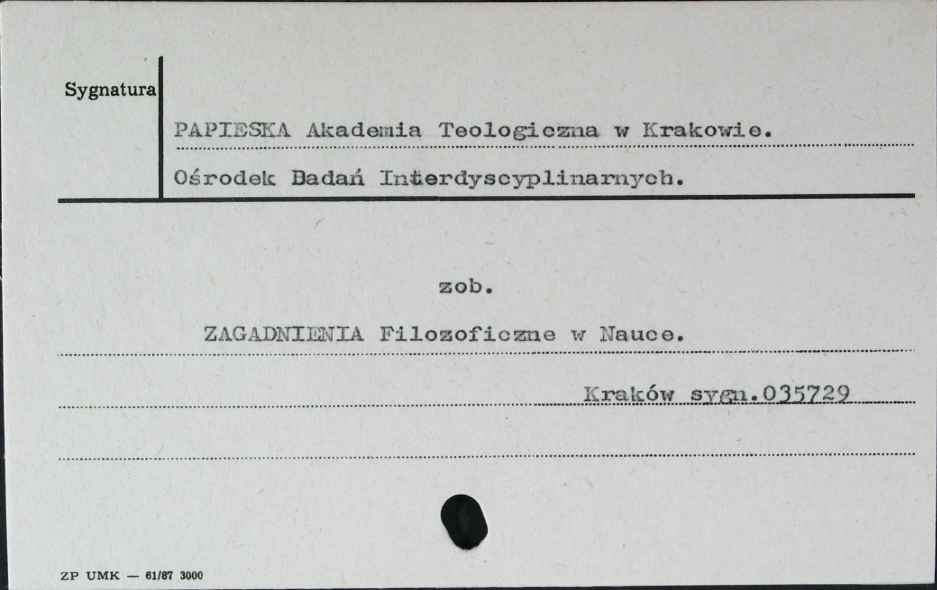 Sygnatura
PAPIESKA Akademia Teologiczna w Krakowie.
Ośrodek Badań Interdyscyplinarnych.
zob.
ZAGADNIENIA Filozoficzne w Nauce.
Kraków sygn.035729
ZP UMK — 61/87 3000